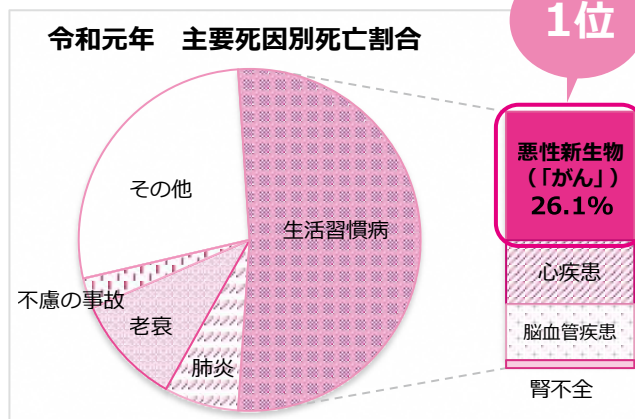 令和元年　主要死因別死亡割合
1位
生活習慣病
肺炎
老衰
不慮の事故
その他
悪性新生物
（「がん」）
26.1%
心疾患
脳血管疾患
腎不全